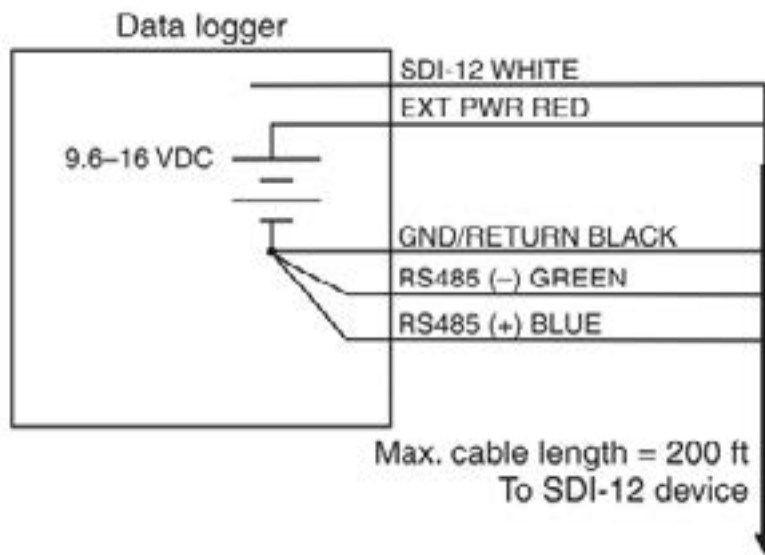 Data logger
SDI-12 WHITE
EXT PWR RED
9.6–16 VDC
GND/RETURN BLACK
RS485 (–) GREEN
RS485 (+) BLUE
Max. cable length = 200 ft
To SDI-12 device